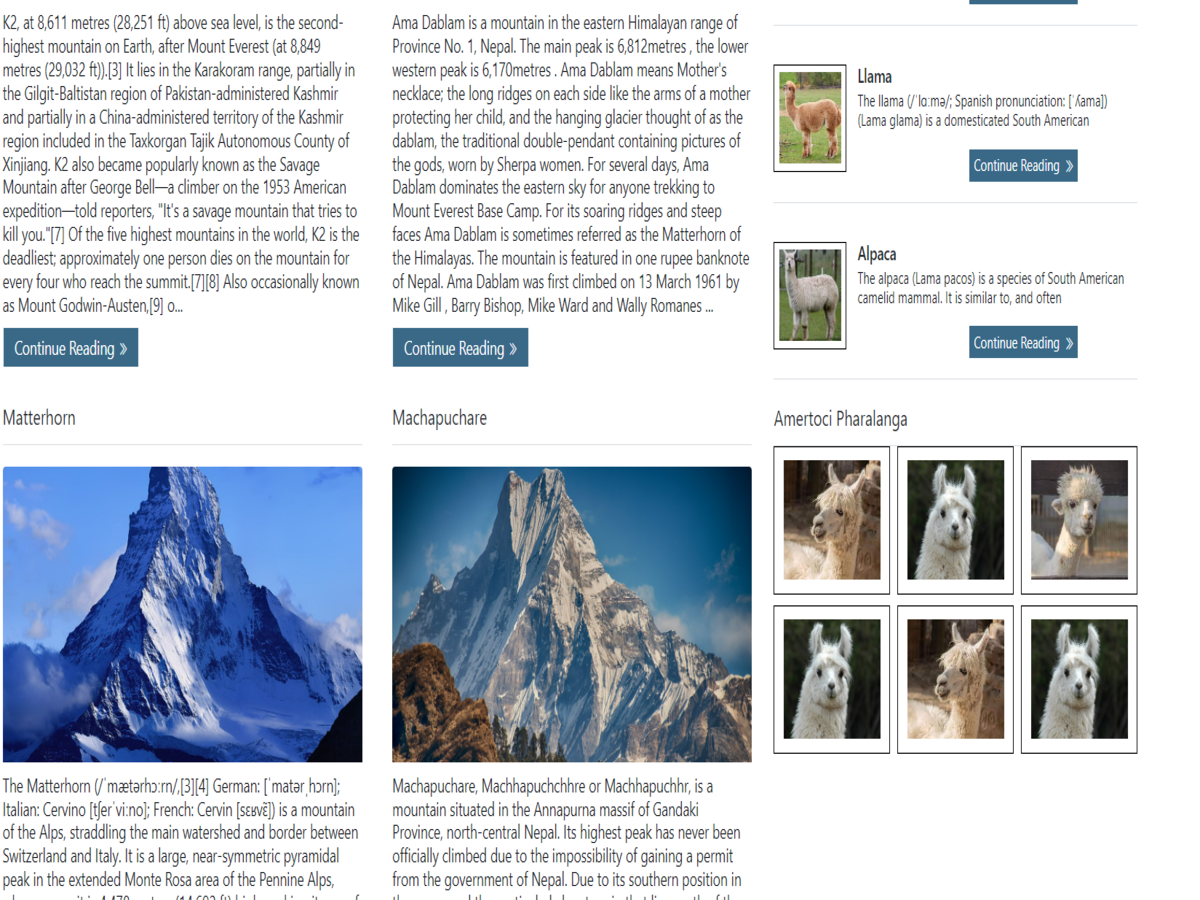 K2, at 8,611 metres (28,251 ft) above sea level, is the second-
highest mountain on Earth, after Mount Everest (at 8,849
metres (29,032 ft)).[3] It lies in the Karakoram range, partially in
the Gilgit-Baltistan region of Pakistan-administered Kashmir
and partially in a China-administered territory of the Kashmir
region included in the Taxkorgan Tajik Autonomous County of
Xinjiang. K2 also became popularly known as the Savage
Mountain after George Bell—a climber on the 1953 American
expedition—told reporters, "It's a savage mountain that tries to
kill you."[7] Of the five highest mountains in the world, K2 is the
deadliest; approximately one person dies on the mountain for
every four who reach the summit.[7][8] Also occasionally known
as Mount Godwin-Austen,[9] o...
Continue Reading »
Matterhorn
The Matterhorn (/ˈmætərhɔːrn/,[3][4] German: [ˈmatərˌhɔrn];
Italian: Cervino [tʃerˈviːno]; French: Cervin [sɛʁvɛ̃]) is a mountain
of the Alps, straddling the main watershed and border between
Switzerland and Italy. It is a large, near-symmetric pyramidal
peak in the extended Monte Rosa area of the Pennine Alps,
Ama Dablam is a mountain in the eastern Himalayan range of
Province No. 1, Nepal. The main peak is 6,812metres , the lower
western peak is 6,170metres . Ama Dablam means Mother's
necklace; the long ridges on each side like the arms of a mother
protecting her child, and the hanging glacier thought of as the
dablam, the traditional double-pendant containing pictures of
the gods, worn by Sherpa women. For several days, Ama
Dablam dominates the eastern sky for anyone trekking to
Mount Everest Base Camp. For its soaring ridges and steep
faces Ama Dablam is sometimes referred as the Matterhorn of
the Himalayas. The mountain is featured in one rupee banknote
of Nepal. Ama Dablam was first climbed on 13 March 1961 by
Mike Gill , Barry Bishop, Mike Ward and Wally Romanes ...
Continue Reading »
Machapuchare
Machapuchare, Machhapuchchhre or Machhapuchhr, is a
mountain situated in the Annapurna massif of Gandaki
Province, north-central Nepal. Its highest peak has never been
officially climbed due to the impossibility of gaining a permit
from the government of Nepal. Due to its southern position in
Llama
The llama (/ˈlɑːmə/; Spanish pronunciation: [ˈʎama])
(Lama glama) is a domesticated South American
Continue Reading »
Alpaca
The alpaca (Lama pacos) is a species of South American
camelid mammal. It is similar to, and often
Continue Reading »
Amertoci Pharalanga